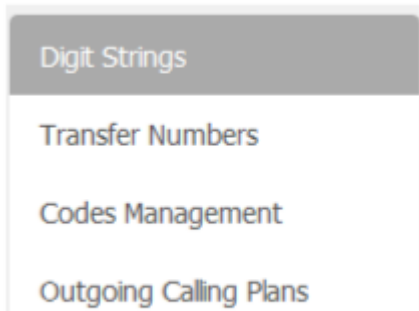 Digit Strings
Transfer Numbers
Codes Management
Outgoing Calling Plans